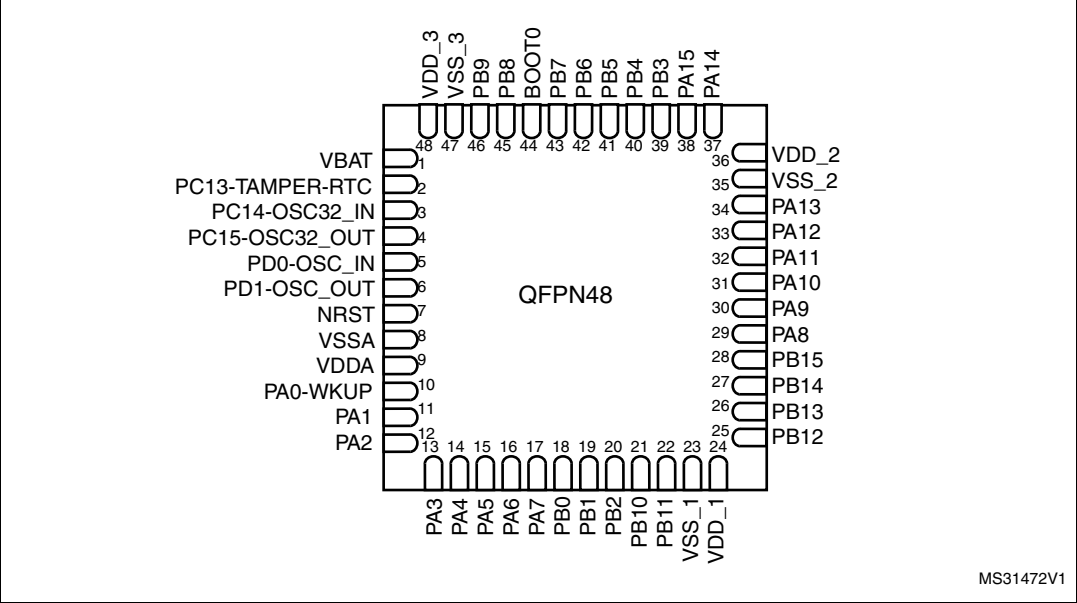 VDD_3
VSS_3
PB9
PB8
BOOT0
PB7
PB6
PB5
PB4
PB3
PA15
PA14
48 47 46 45 44 43 42 41 40 39 38 37
VBAT 1
PC13-TAMPER-RTC 2
PC14-OSC32_IN 3
PC15-OSC32_OUT 4
PD0-OSC_IN 5
PD1-OSC_OUT 6
NRST 7
VSSA 8
VDDA 9
PA0-WKUP 10
PA1 11
PA2 12
QFPN48
36 VDD_2
35 VSS_2
34 PA13
33 PA12
32 PA11
31 PA10
30 PA9
29 PA8
28 PB15
27 PB14
26 PB13
25 PB12
13 14 15 16 17 18 19 20 21 22 23 24
PA3
PA4
PA5
PA6
PA7
PB0
PB1
PB2
PB10
PB11
VSS_1
VDD_1
MS31472V1